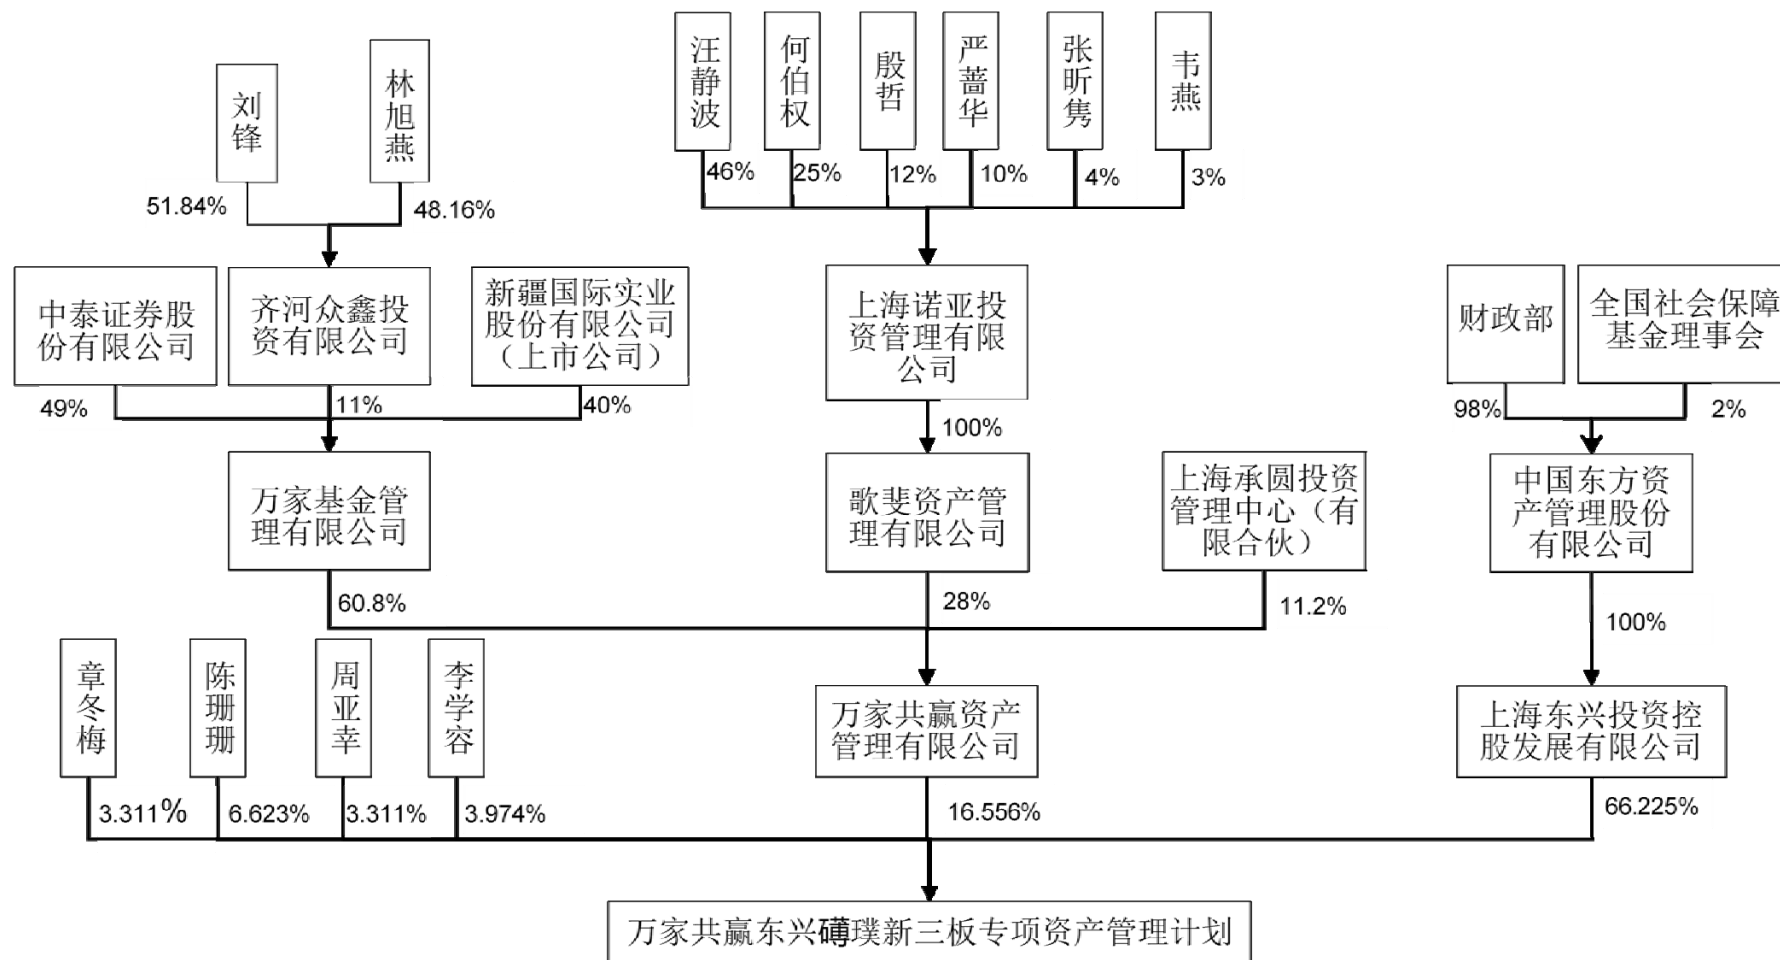 刘锋
林旭燕
汪静波
何伯权
殷哲
严蔷华
张昕隽
韦燕
51.84%
48.16%
46%
25%
12%
10%
4%
3%
中泰证券股
份有限公司
齐河众鑫投
资有限公司
新疆国际实业
股份有限公司
（上市公司）
上海诺亚投
资管理有限
公司
财政部
全国社会保障
基金理事会
49%
11%
40%
100%
98%
2%
万家基金管
理有限公司
歌斐资产管
理有限公司
上海承圆投资
管理中心（有
限合伙）
中国东方资
产管理股份
有限公司
60.8%
28%
11.2%
100%
章冬梅
陈珊珊
周亚幸
李学容
万家共赢资产
管理有限公司
上海东兴投资控
股发展有限公司
3.311%
6.623%
3.311%
3.974%
16.556%
66.225%
万家共赢东兴礴璞新三板专项资产管理计划